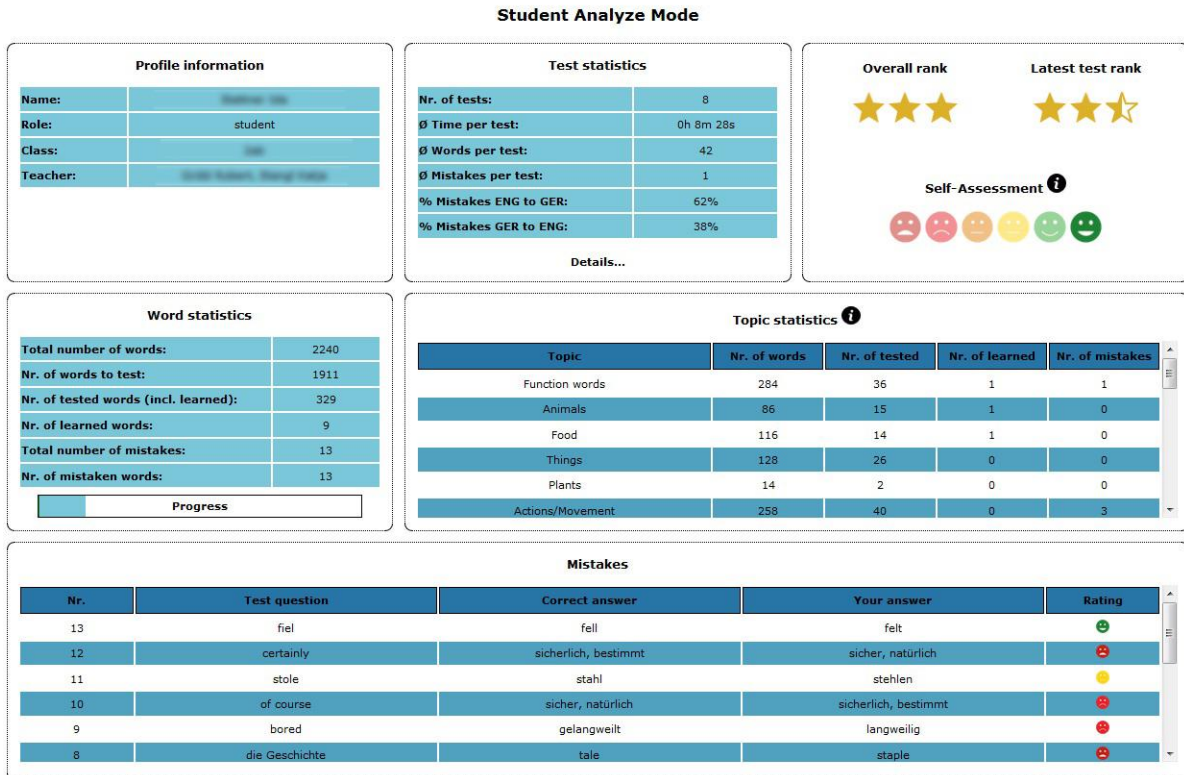 Student Analyze Mode
Profile information
Name:
Role: student
Class:
Teacher:
Test statistics
Nr. of tests: 8
Ø Time per test: 0h 8m 28s
Ø Words per test: 42
Ø Mistakes per test: 1
% Mistakes ENG to GER: 62%
% Mistakes GER to ENG: 38%
Details...
Overall rank Latest test rank
Self-Assessment
Word statistics
Total number of words: 2240
Nr. of words to test: 1911
Nr. of tested words (incl. learned): 329
Nr. of learned words: 9
Total number of mistakes: 13
Nr. of mistaken words: 13
Progress
Topic statistics
Topic Nr. of words Nr. of tested Nr. of learned Nr. of mistakes
Function words 284 36 1 1
Animals 86 15 1 0
Food 116 14 1 0
Things 128 26 0 0
Plants 14 2 0 0
Actions/Movement 258 40 0 3
Mistakes
Nr. Test question Correct answer Your answer Rating
13 fiel fell felt
12 certainly sicherlich, bestimmt sicher, natürlich
11 stole stahl stehlen
10 of course sicher, natürlich sicherlich, bestimmt
9 bored gelangweilt langweilig
8 die Geschichte tale staple